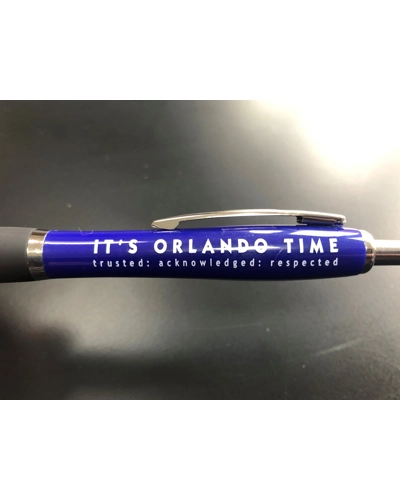 IT'S ORLANDO TIME
trusted: acknowledged: respected